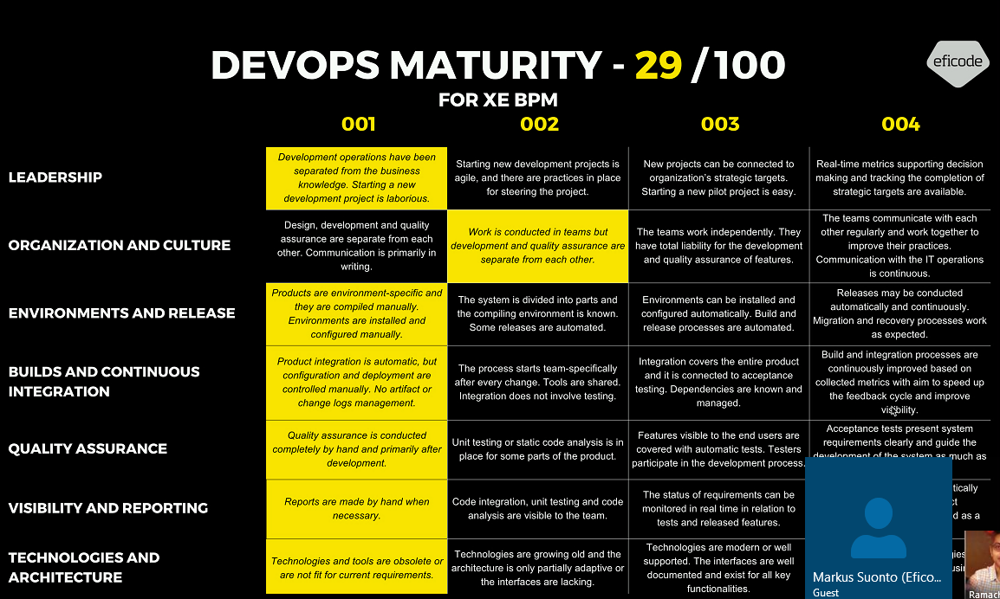 DEVOPS MATURITY - 29 /100
eficode
FOR XE BPM
001
002
003
004
LEADERSHIP
Development operations have been
separated from the business
knowledge. Starting a new
development project is laborious.
Starting new development projects is
agile, and there are practices in place
for steering the project.
New projects can be connected to
organization's strategic targets.
Starting a new pilot project is easy.
Real-time metrics supporting decision
making and tracking the completion of
strategic targets are available.
ORGANIZATION AND CULTURE
Design, development and quality
assurance are separate from each
other. Communication is primarily in
writing.
Work is conducted in teams but
development and quality assurance are
separate from each other.
The teams work independently. They
have total liability for the development
and quality assurance of features.
The teams communicate with each
other regularly and work together to
improve their practices.
Communication with the IT operations
is continuous.
ENVIRONMENTS AND RELEASE
Products are environment-specific and
they are compiled manually.
Environments are installed and
configured manually.
The system is divided into parts and
the compiling environment is known.
Some releases are automated.
Environments can be installed and
configured automatically. Build and
release processes are automated.
Releases may be conducted
automatically and continuously.
Migration and recovery processes work
as expected.
BUILDS AND CONTINUOUS
INTEGRATION
Product integration is automatic, but
configuration and deployment are
controlled manually. No artifact or
change logs management.
The process starts team-specifically
after every change. Tools are shared.
Integration does not involve testing.
Integration covers the entire product
and it is connected to acceptance
testing. Dependencies are known and
managed.
Build and integration processes are
continuously improved based on
collected metrics with aim to speed up
the feedback cycle and improve
visibility.
QUALITY ASSURANCE
Quality assurance is conducted
completely by hand and primarily after
development.
Unit testing or static code analysis is in
place for some parts of the product.
Features visible to the end users are
covered with automatic tests. Testers
participate in the development process.
Acceptance tests present system
requirements clearly and guide the
development of the system as much as
VISIBILITY AND REPORTING
Reports are made by hand when
necessary.
Code integration, unit testing and code
analysis are visible to the team.
The status of requirements can be
monitored in real time in relation to
tests and released features.
as a
TECHNOLOGIES AND
ARCHITECTURE
Technologies and tools are obsolete or
are not fit for current requirements.
Technologies are growing old and the
architecture is only partially adaptive or
the interfaces are lacking.
Technologies are modern or well
supported. The interfaces are well
documented and exist for all key
functionalities.
Markus Suonto (Efico...
Guest
Ramach